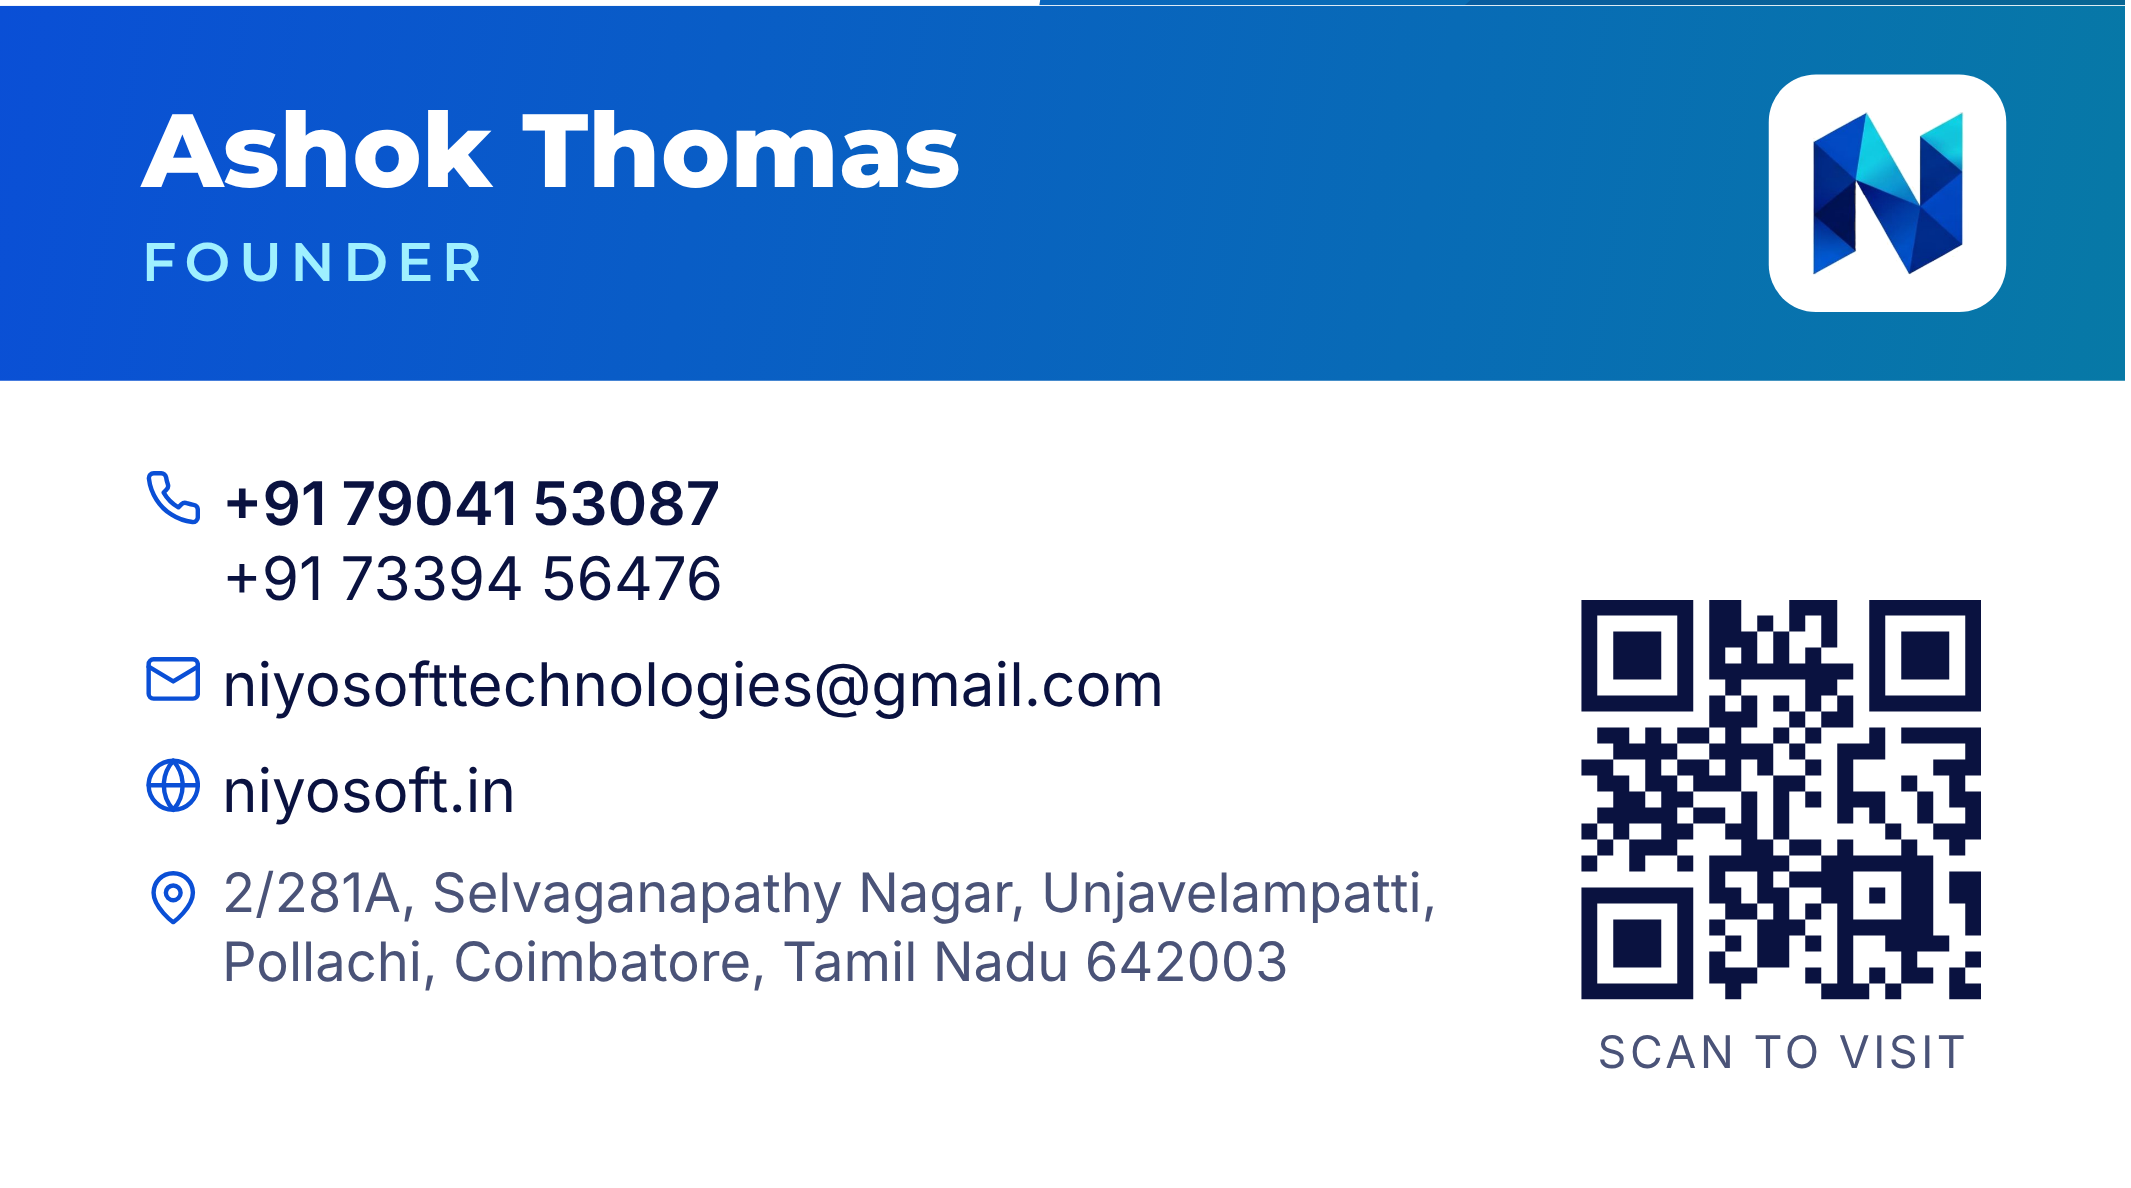 Ashok Thomas
FOUNDER
+91 79041 53087
+91 73394 56476
niyosofttechnologies@gmail.com
niyosoft.in
2/281A, Selvaganapathy Nagar, Unjavelampatti,
Pollachi, Coimbatore, Tamil Nadu 642003
SCAN TO VISIT